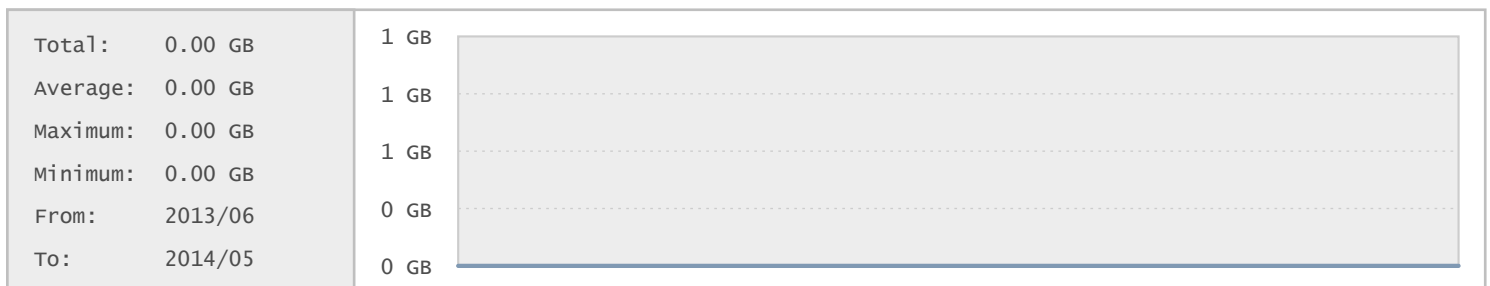 Total: 0.00 GB
Average: 0.00 GB
Maximum: 0.00 GB
Minimum: 0.00 GB
From: 2013/06
To: 2014/05
1 GB
1 GB
1 GB
0 GB
0 GB